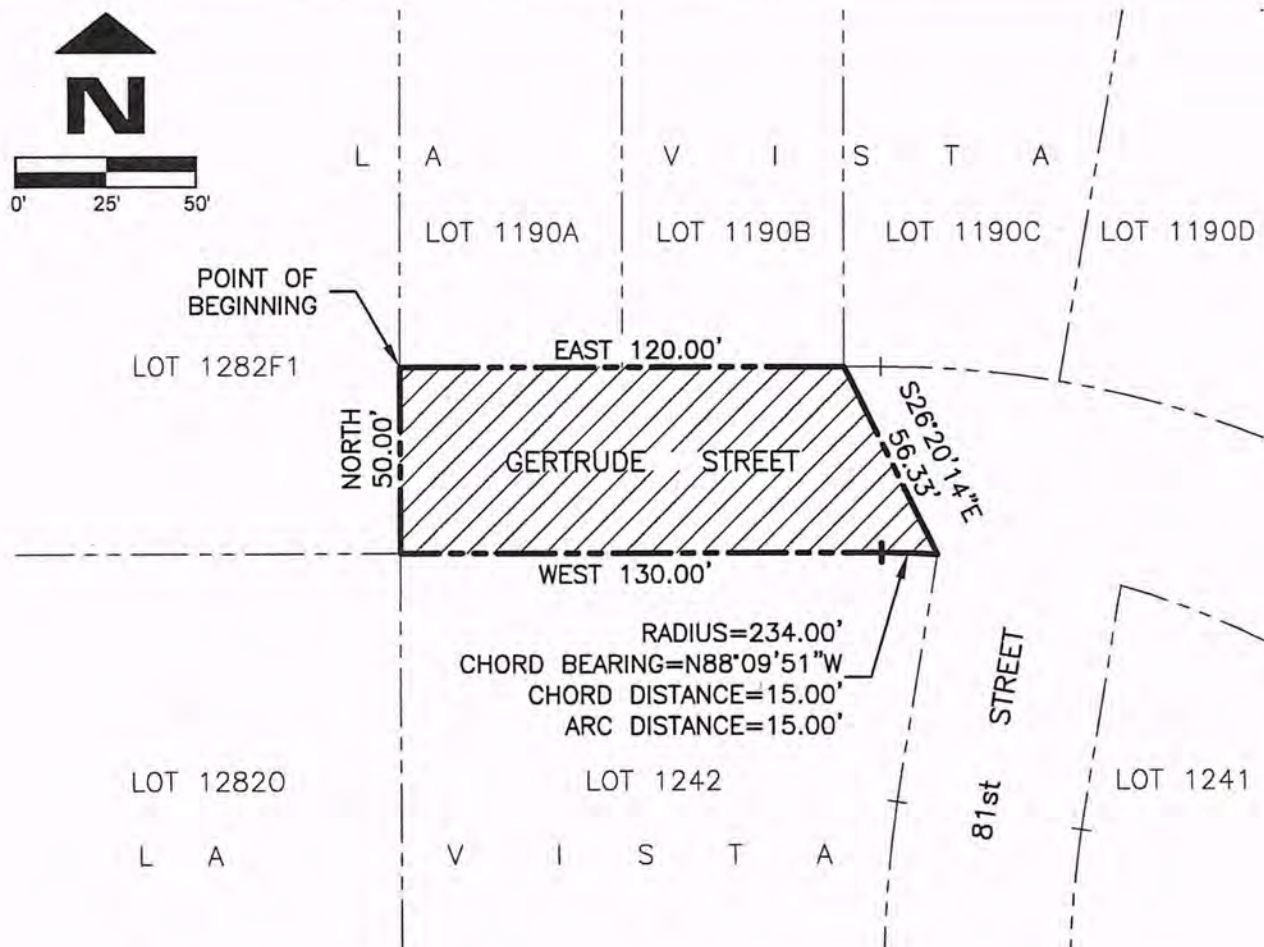 N
0' 25' 50'
L A V I S T A
LOT 1190A LOT 1190B LOT 1190C LOT 1190D
POINT OF
BEGINNING
LOT 1282F1
EAST 120.00'
NORTH
50.00'
GERTRUDE STREET
S26°20'14"E
56.33'
WEST 130.00'
RADIUS=234.00'
CHORD BEARING=N88°09'51"W
CHORD DISTANCE=15.00'
ARC DISTANCE=15.00'
81st STREET
LOT 1282O LOT 1242 LOT 1241
L A V I S T A